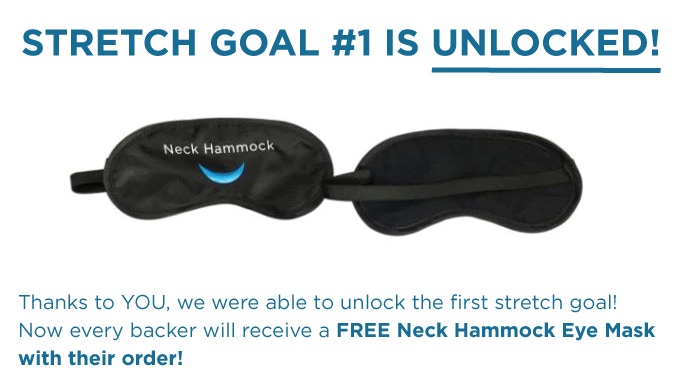 STRETCH GOAL #1 IS UNLOCKED!
Neck Hammock
Thanks to YOU, we were able to unlock the first stretch goal!
Now every backer will receive a FREE Neck Hammock Eye Mask
with their order!